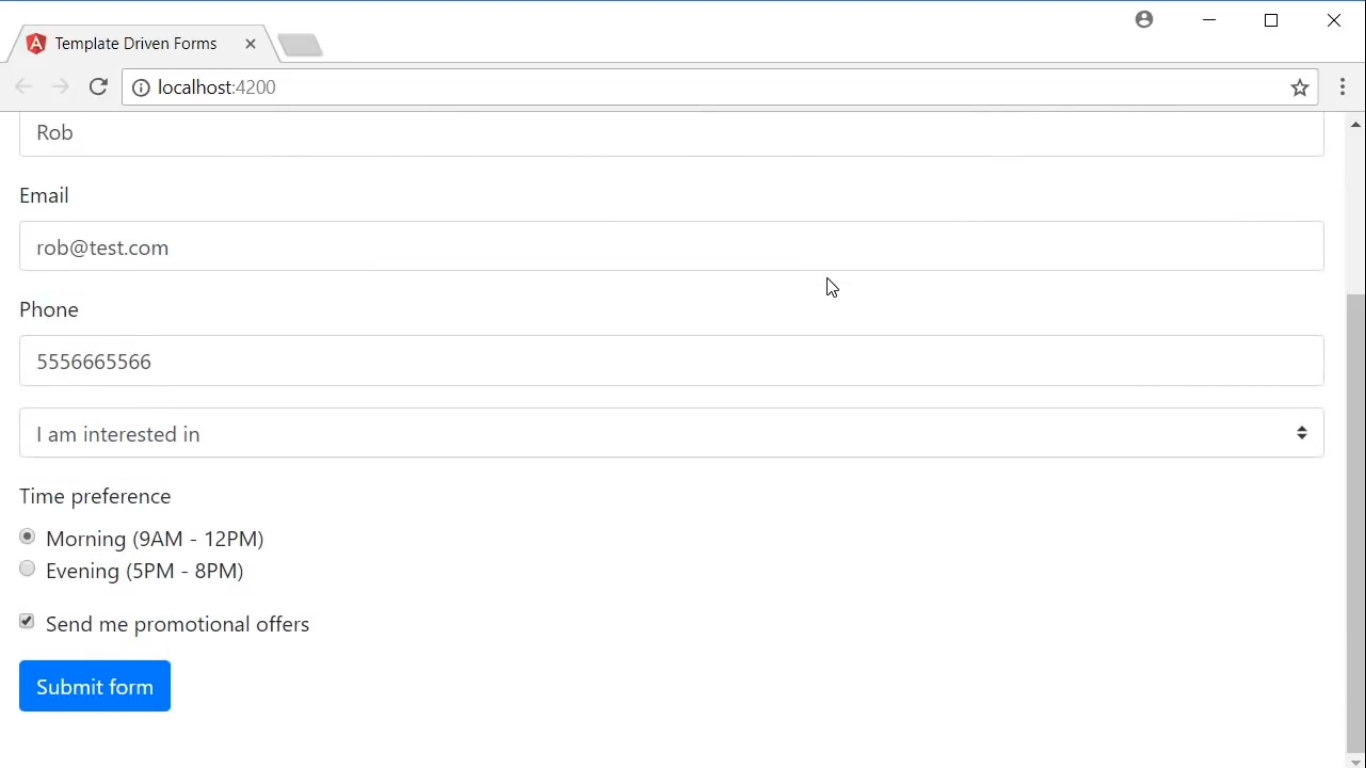 Template Driven Forms
localhost:4200
Rob
Email
rob@test.com
Phone
5556665566
I am interested in
Time preference
Morning (9AM - 12PM)
Evening (5PM - 8PM)
Send me promotional offers
Submit form